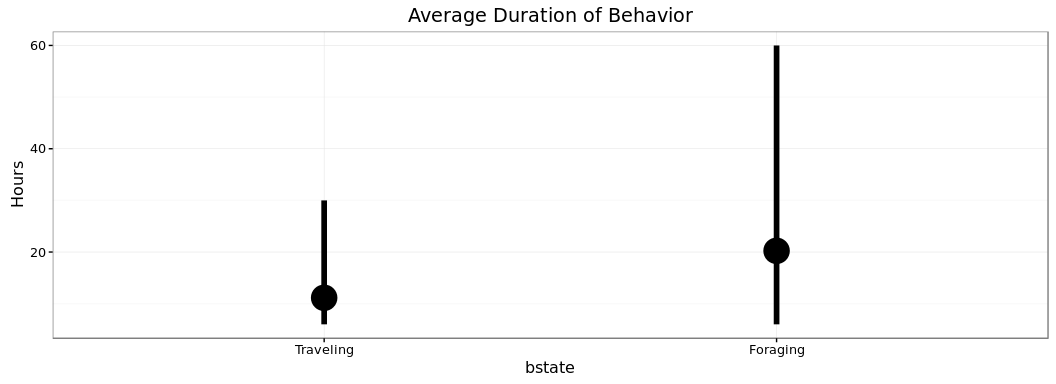 Average Duration of Behavior
Hours
60
40
20
Traveling
Foraging
bstate